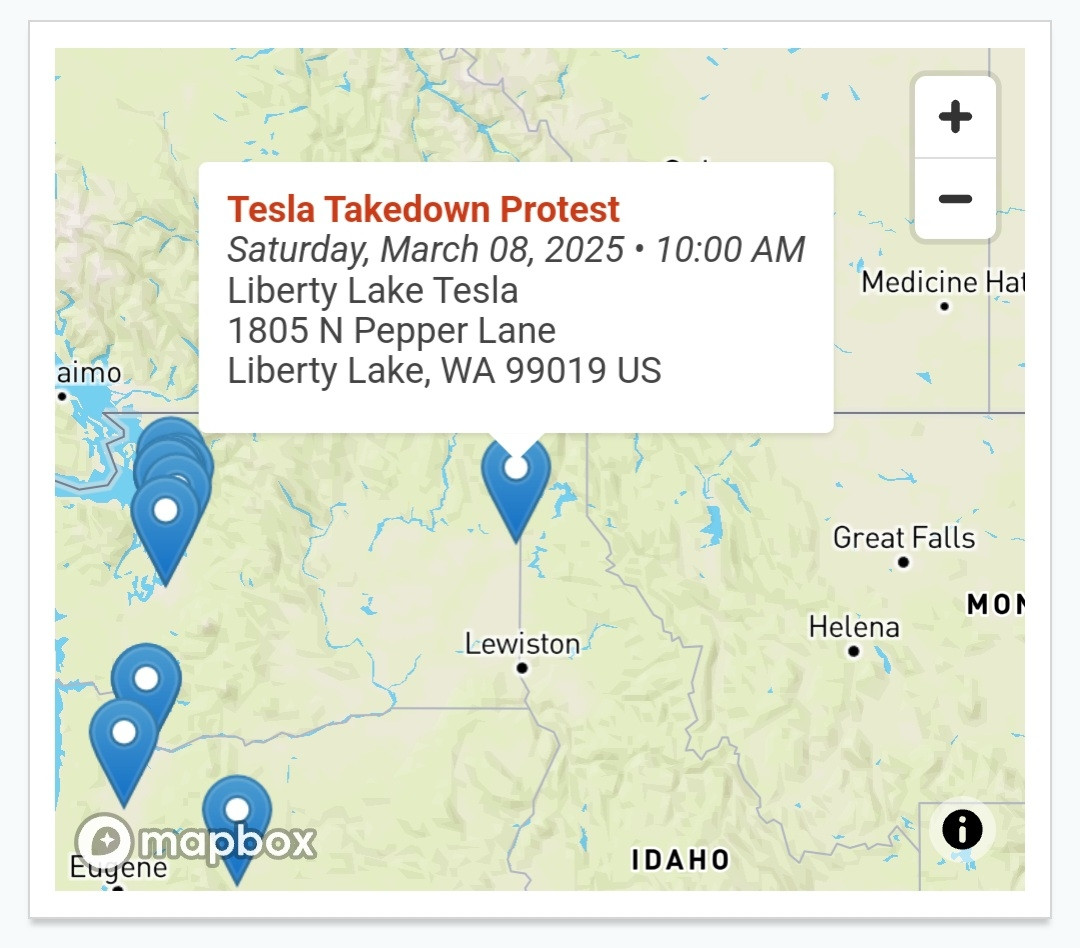 Tesla Takedown Protest
Saturday, March 08, 2025 • 10:00 AM
Liberty Lake Tesla
1805 N Pepper Lane
Liberty Lake, WA 99019 US
+
−
Medicine Hat
aimo
Great Falls
MON
Helena
Lewiston
mapbox
Eugene
IDAHO
i